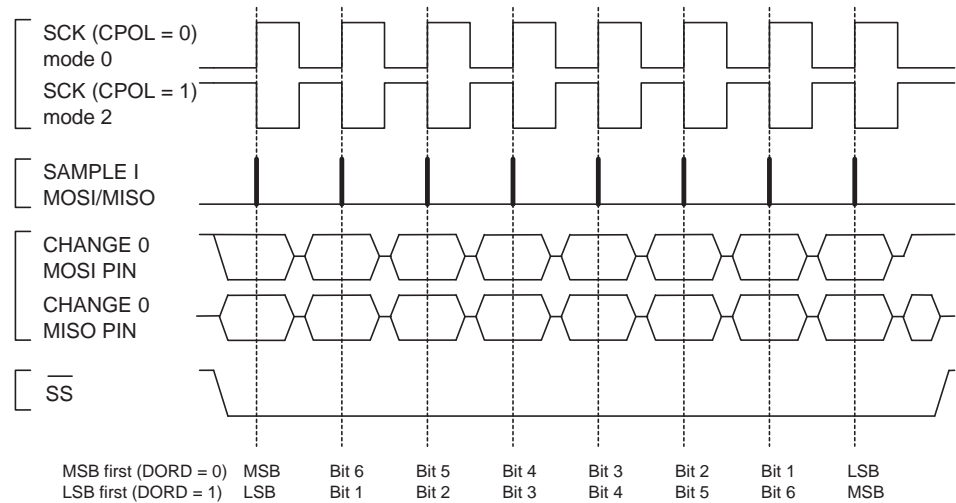 SCK (CPOL = 0)
mode 0
SCK (CPOL = 1)
mode 2
SAMPLE I
MOSI/MISO
CHANGE 0
MOSI PIN
CHANGE 0
MISO PIN
SS
MSB first (DORD = 0) MSB Bit 6 Bit 5 Bit 4 Bit 3 Bit 2 Bit 1 LSB
LSB first (DORD = 1) LSB Bit 1 Bit 2 Bit 3 Bit 4 Bit 5 Bit 6 MSB